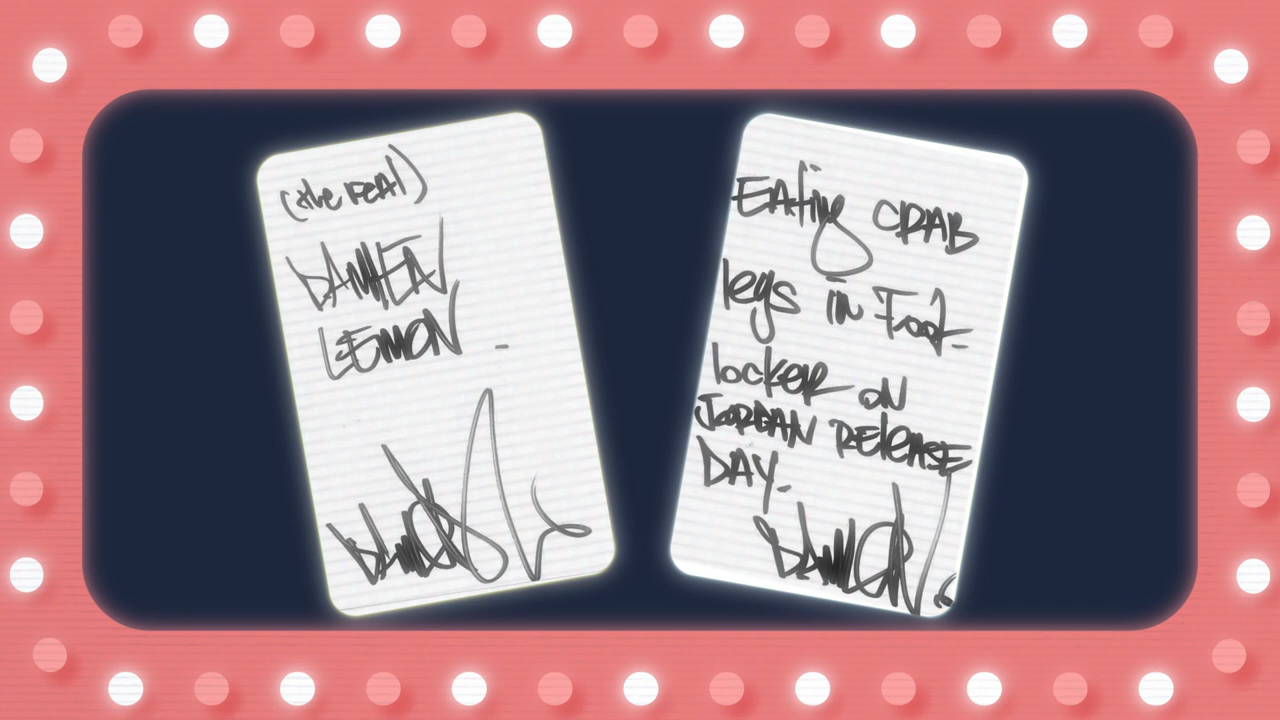 (the REAl)
DAMIEN
LEMON -
Eating CRAB
legs in Foot-
locker on
JORDAN RElEASE
DAY.